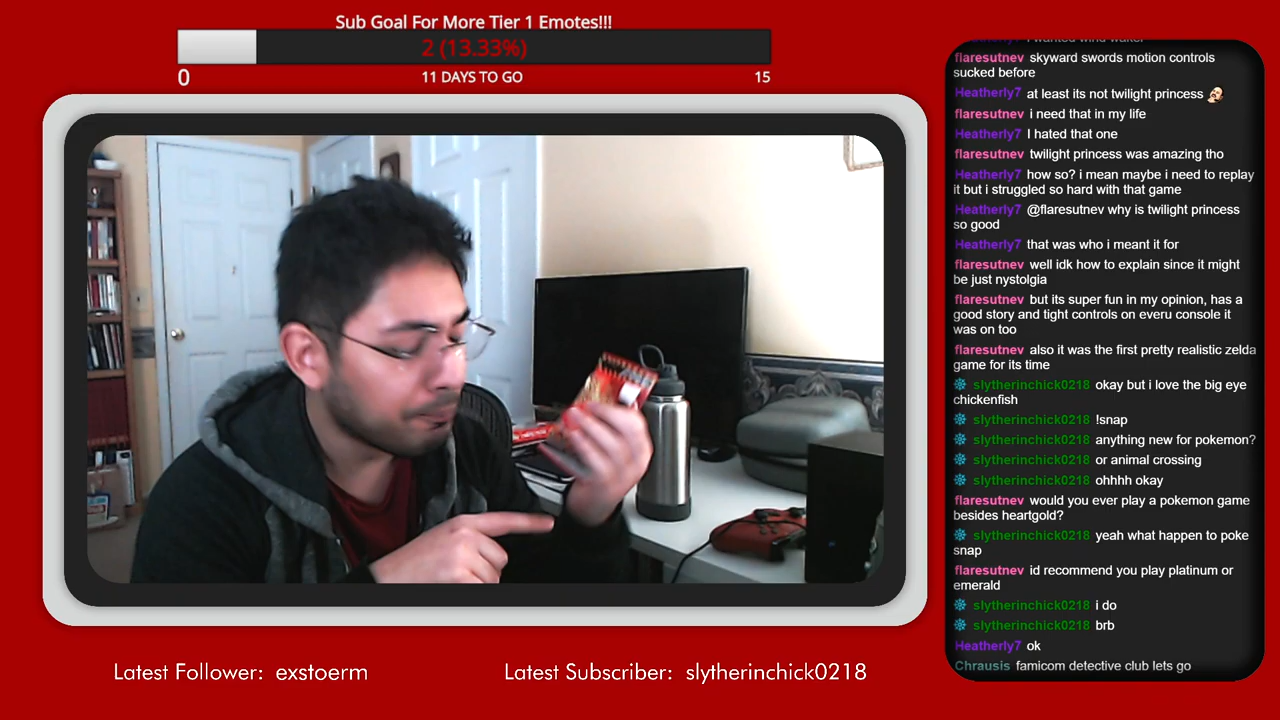 Sub Goal For More Tier 1 Emotes!!!
2 (13.33%)
0
11 DAYS TO GO
15
flaresutnev skyward swords motion controls
sucked before
Heatherly7 at least its not twilight princess
flaresutnev i need that in my life
Heatherly7 I hated that one
flaresutnev twilight princess was amazing tho
Heatherly7 how so? i mean maybe i need to replay
it but i struggled so hard with that game
Heatherly7 @flaresutnev why is twilight princess
so good
Heatherly7 that was who i meant it for
flaresutnev well idk how to explain since it might
be just nystolgia
flaresutnev but its super fun in my opinion, has a
good story and tight controls on everu console it
was on too
flaresutnev also it was the first pretty realistic zelda
game for its time
slytherinchick0218 okay but i love the big eye
chickenfish
slytherinchick0218 !snap
slytherinchick0218 anything new for pokemon?
slytherinchick0218 or animal crossing
slytherinchick0218 ohhhh okay
flaresutnev would you ever play a pokemon game
besides heartgold?
slytherinchick0218 yeah what happen to poke
snap
flaresutnev id recommend you play platinum or
emerald
slytherinchick0218 i do
slytherinchick0218 brb
Heatherly7 ok
Chrausis famicom detective club lets go
Latest Follower: exstoerm
Latest Subscriber: slytherinchick0218